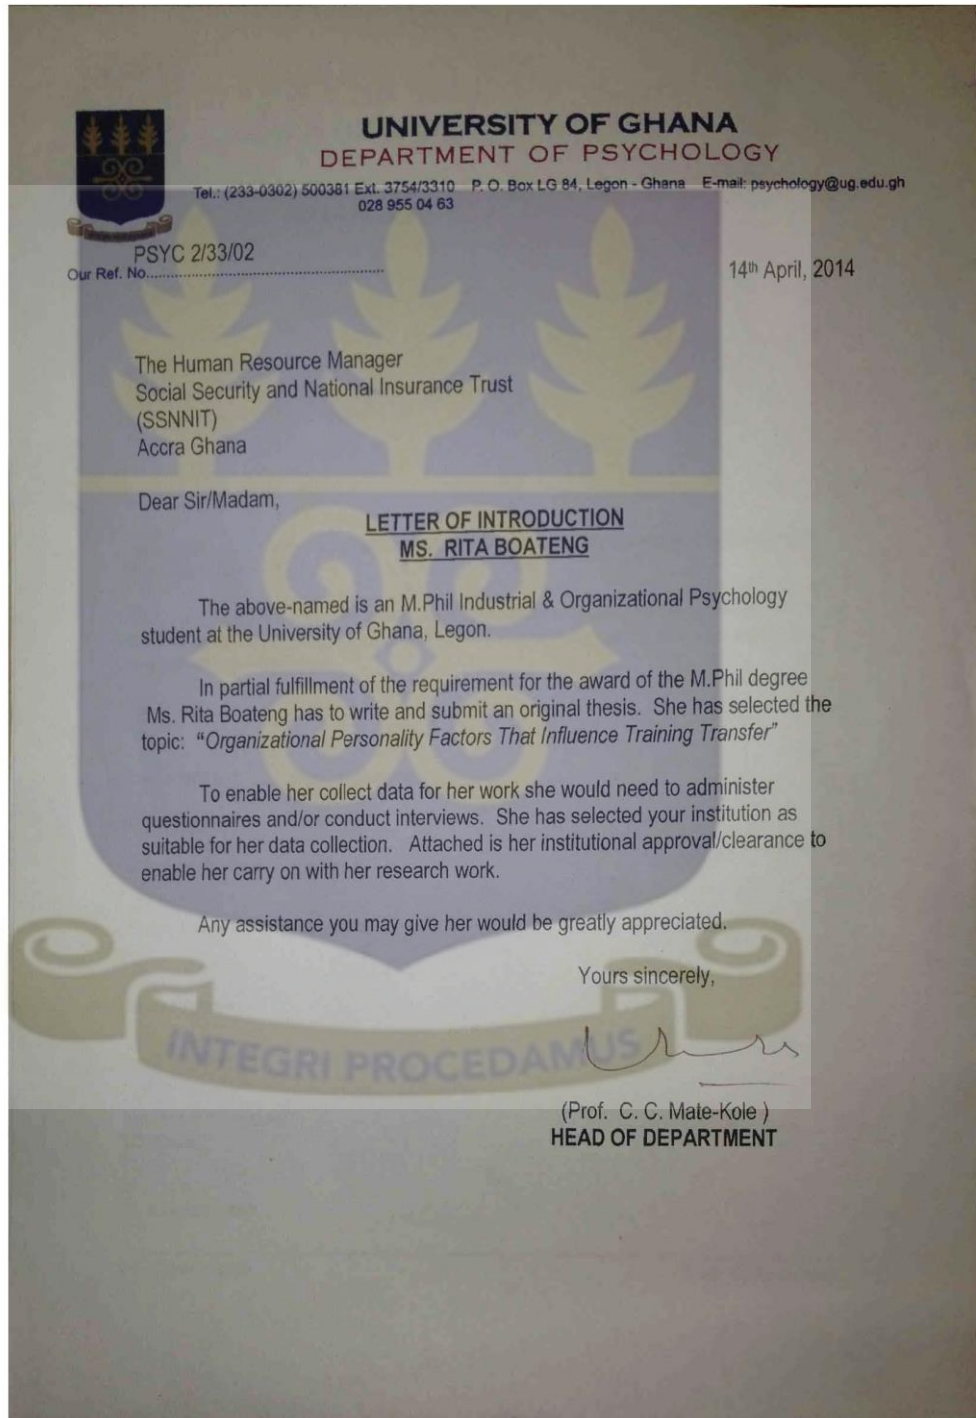 UNIVERSITY OF GHANA
DEPARTMENT OF PSYCHOLOGY
Tel.: (233-0302) 500381 Ext. 3754/3310 P. O. Box LG 84, Legon - Ghana E-mail: psychology@ug.edu.gh
028 955 04 63
PSYC 2/33/02
Our Ref. No.
14th April, 2014
The Human Resource Manager
Social Security and National Insurance Trust
(SSNNIT)
Accra Ghana
Dear Sir/Madam,
LETTER OF INTRODUCTION
MS. RITA BOATENG
The above-named is an M.Phil Industrial & Organizational Psychology
student at the University of Ghana, Legon.
In partial fulfillment of the requirement for the award of the M.Phil degree
Ms. Rita Boateng has to write and submit an original thesis. She has selected the
topic: "Organizational Personality Factors That Influence Training Transfer"
To enable her collect data for her work she would need to administer
questionnaires and/or conduct interviews. She has selected your institution as
suitable for her data collection. Attached is her institutional approval/clearance to
enable her carry on with her research work.
Any assistance you may give her would be greatly appreciated.
Yours sincerely,
INTEGRI PROCEDAMUS
(Prof. C. C. Mate-Kole )
HEAD OF DEPARTMENT